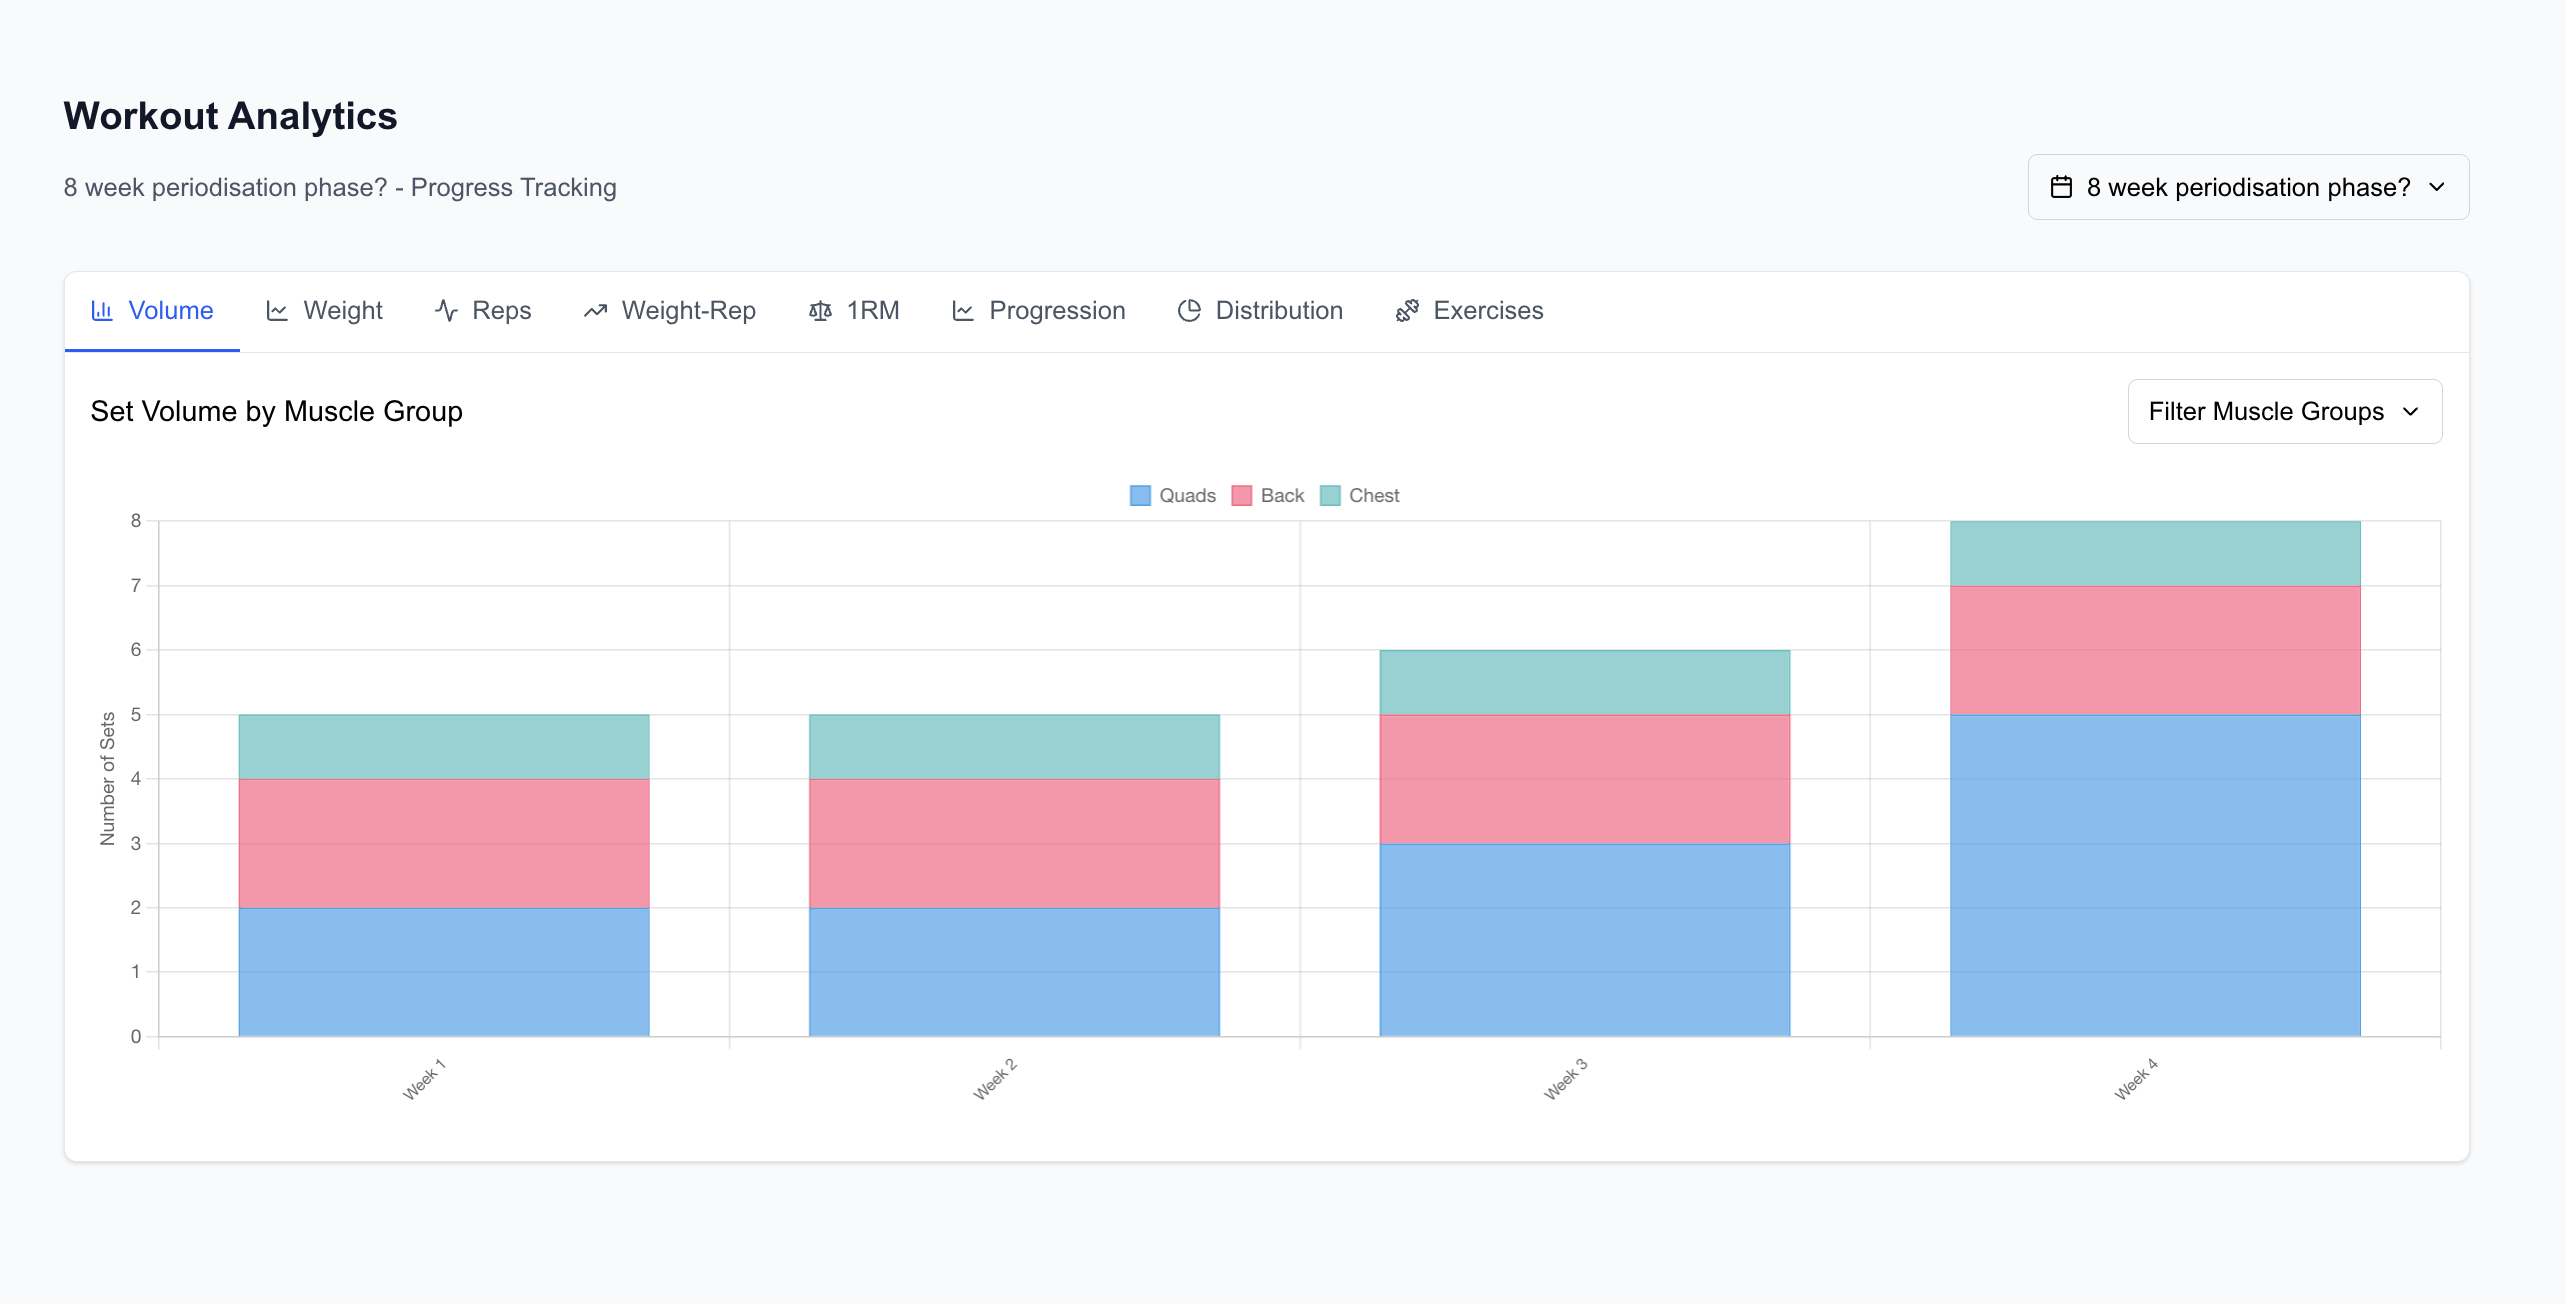 Workout Analytics
8 week periodisation phase? - Progress Tracking
8 week periodisation phase?
Volume Weight Reps Weight-Rep 1RM Progression Distribution Exercises
Set Volume by Muscle Group
Filter Muscle Groups
Quads Back Chest
8
7
6
5
4
3
2
1
0
Number of Sets
Week 1 Week 2 Week 3 Week 4